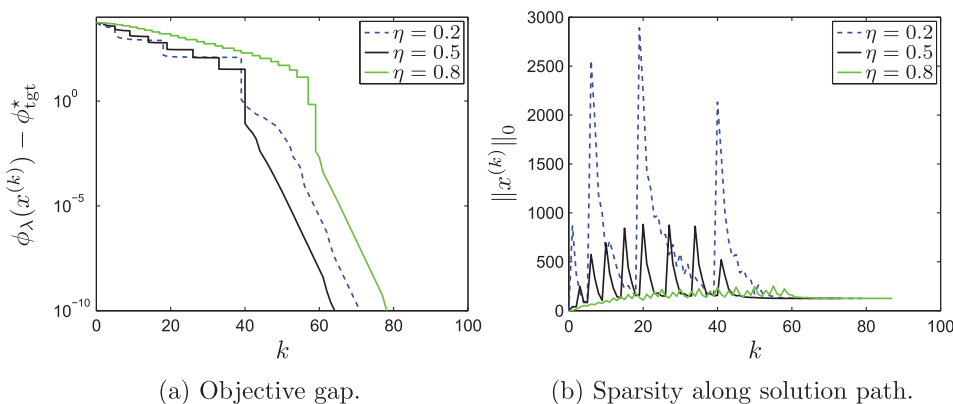 η = 0.2
η = 0.5
η = 0.8
10^0
10^{-5}
10^{-10}
0 20 40 60 80 100
k
ϕ_λ(x^{(k)}) − ϕ^⋆_{tgt}
(a) Objective gap.
η = 0.2
η = 0.5
η = 0.8
3000
2500
2000
1500
1000
500
0
0 20 40 60 80 100
k
‖x^{(k)}‖_0
(b) Sparsity along solution path.